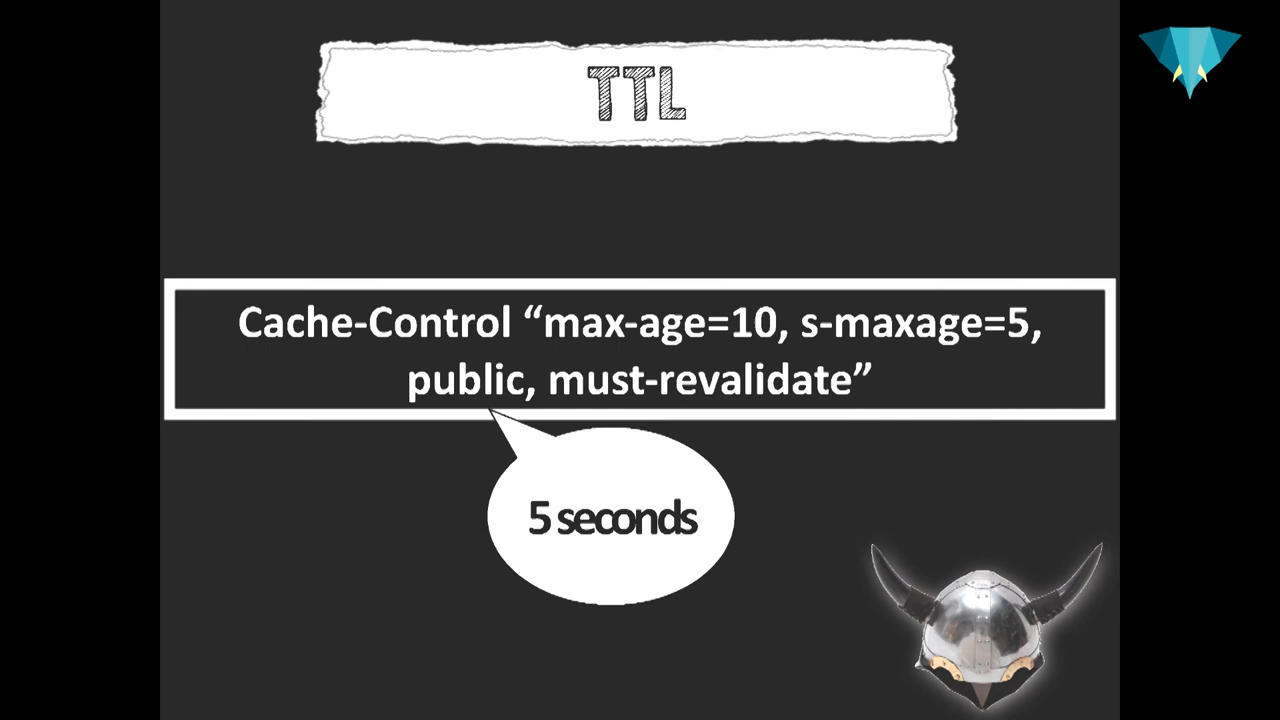 TTL
Cache-Control “max-age=10, s-maxage=5,
public, must-revalidate”
5 seconds